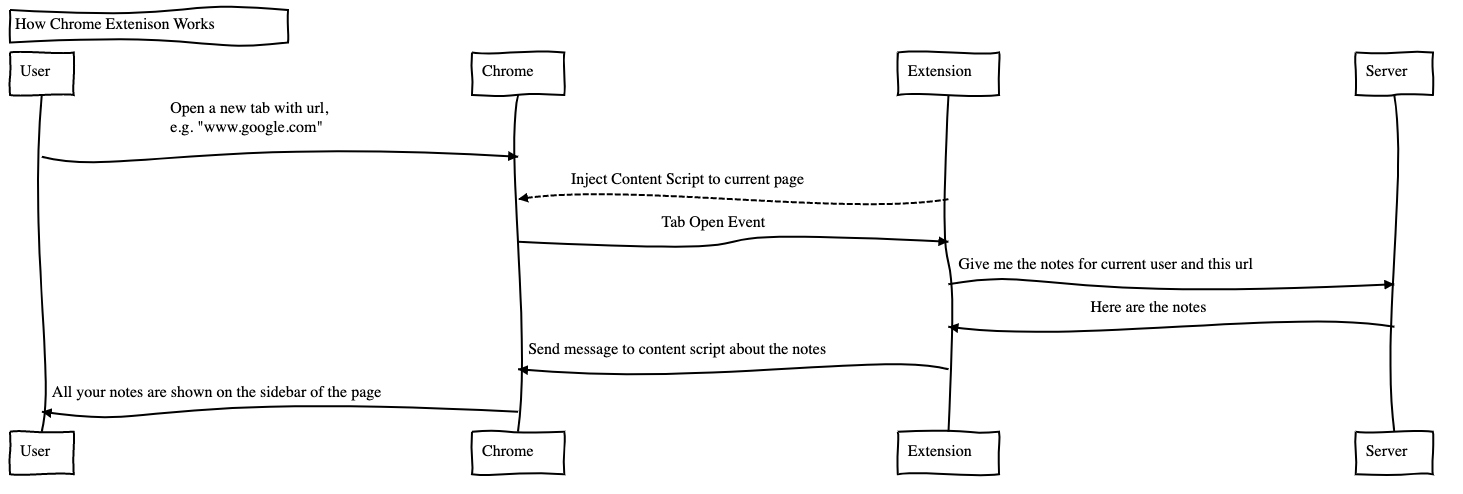 How Chrome Extenison Works
User
Chrome
Extension
Server
Open a new tab with url,
e.g. "www.google.com"
Inject Content Script to current page
Tab Open Event
Give me the notes for current user and this url
Here are the notes
Send message to content script about the notes
All your notes are shown on the sidebar of the page
User
Chrome
Extension
Server